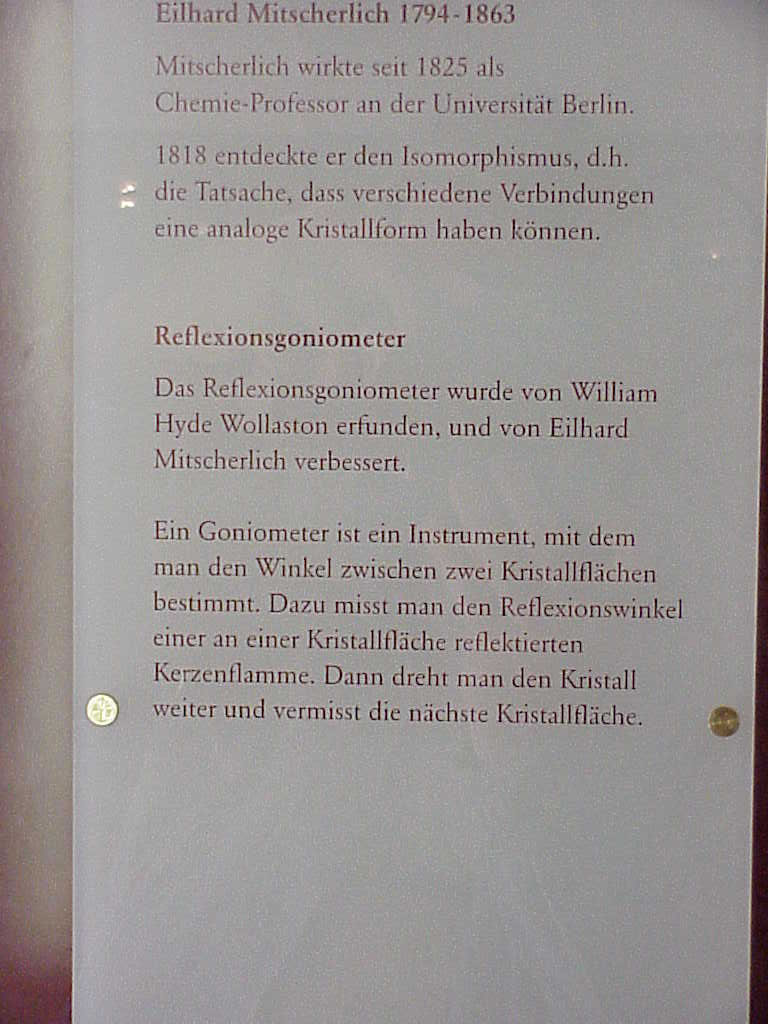 Eilhard Mitscherlich 1794-1863
Mitscherlich wirkte seit 1825 als
Chemie-Professor an der Universität Berlin.
1818 entdeckte er den Isomorphismus, d.h.
die Tatsache, dass verschiedene Verbindungen
eine analoge Kristallform haben können.
Reflexionsgoniometer
Das Reflexionsgoniometer wurde von William
Hyde Wollaston erfunden, und von Eilhard
Mitscherlich verbessert.
Ein Goniometer ist ein Instrument, mit dem
man den Winkel zwischen zwei Kristallflächen
bestimmt. Dazu misst man den Reflexionswinkel
einer an einer Kristallfläche reflektierten
Kerzenflamme. Dann dreht man den Kristall
weiter und vermisst die nächste Kristallfläche.